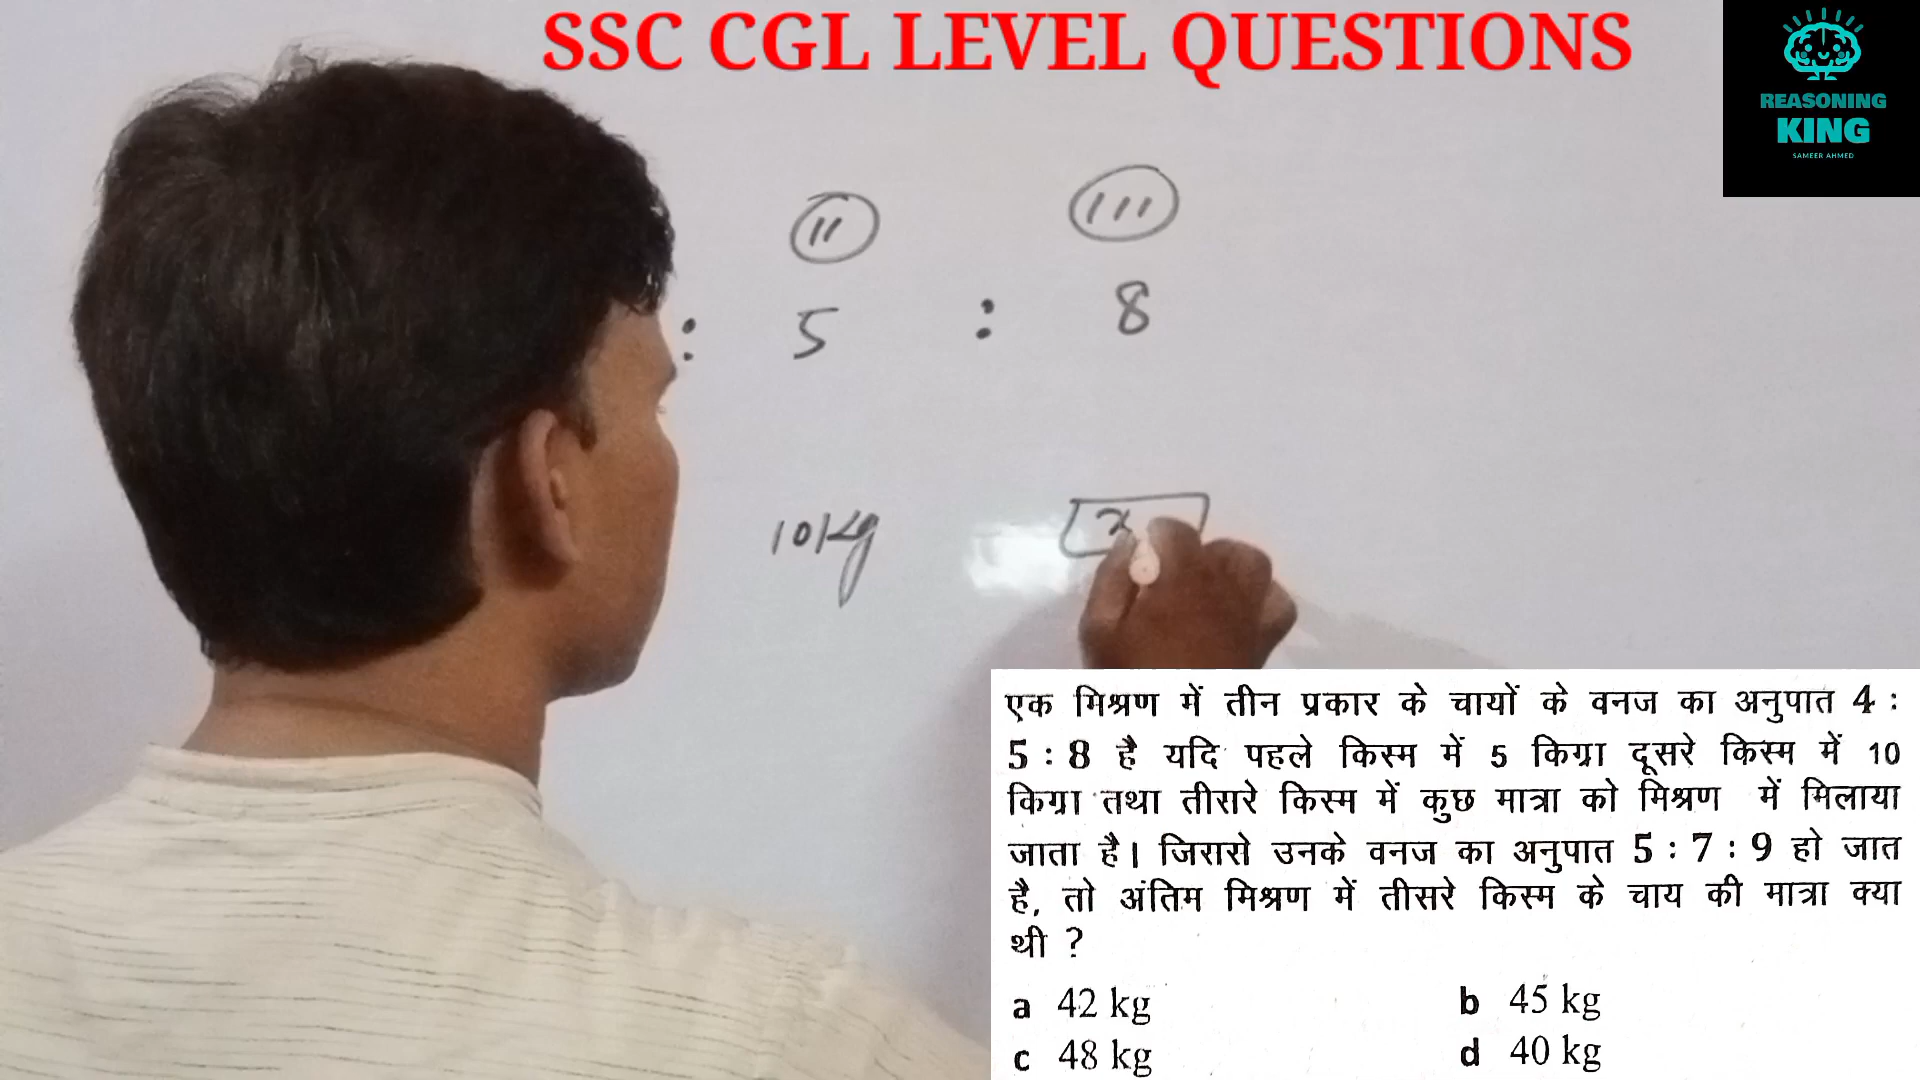 SSC CGL LEVEL QUESTIONS
REASONING
KING
SAMEER AHMED
II III
: 5 : 8
10kg x
एक मिश्रण में तीन प्रकार के चायों के वनज का अनुपात 4 :
5 : 8 है यदि पहले किस्म में 5 किग्रा दूसरे किस्म में 10
किग्रा तथा तीसरे किस्म में कुछ मात्रा को मिश्रण में मिलाया
जाता है। जिरासे उनके वनज का अनुपात 5 : 7 : 9 हो जात
है, तो अंतिम मिश्रण में तीसरे किस्म के चाय की मात्रा क्या
थी ?
a 42 kg b 45 kg
c 48 kg d 40 kg